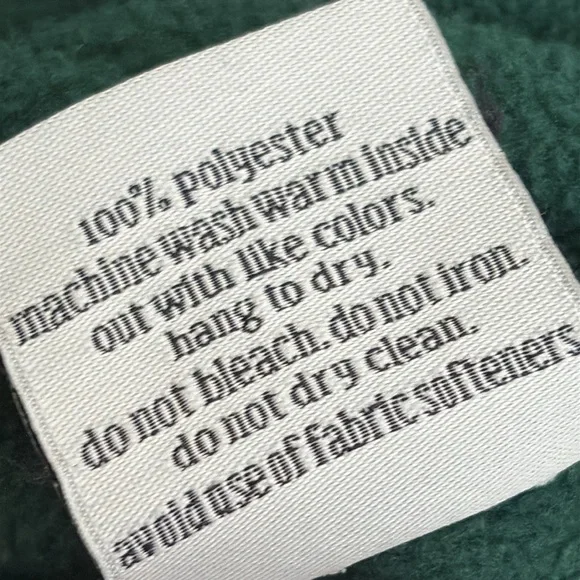 100% polyester
machine wash warm inside
out with like colors.
hang to dry.
do not bleach. do not iron.
do not dry clean.
avoid use of fabric softeners